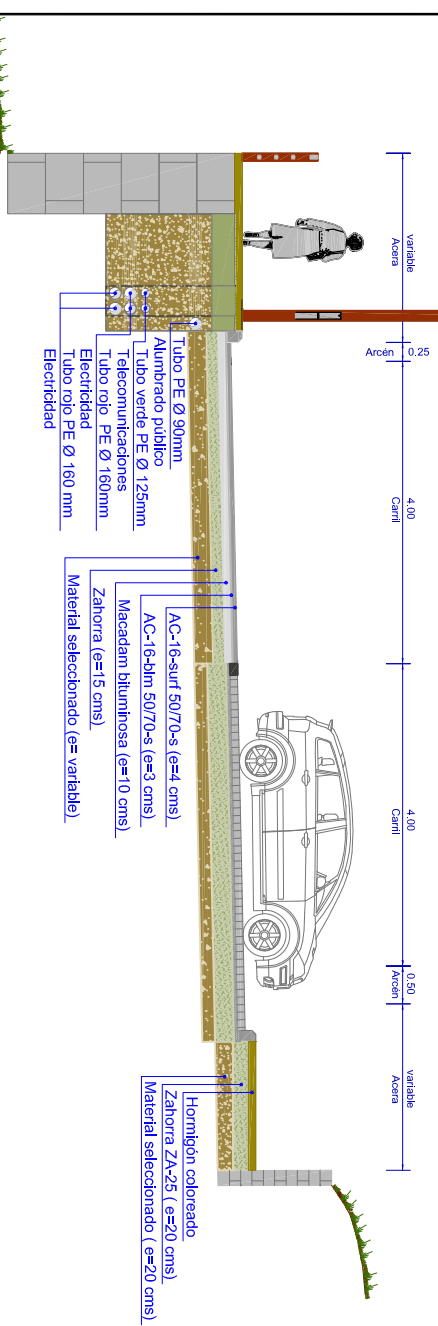 variable
Acera
0.25
Arcén
4.00
Carril
4.00
Carril
0.50
Arcén
variable
Acera
Tubo PE Ø 90mm
Alumbrado público
Tubo verde PE Ø 125mm
Telecomunicaciones
Tubo rojo PE Ø 160mm
Electricidad
Tubo rojo PE Ø 160 mm
Electricidad
AC-16-surf 50/70-s (e=4 cms)
AC-16-bIm 50/70-s (e=3 cms)
Macadam bituminosa (e=10 cms)
Zahorra (e=15 cms)
Material seleccionado (e= variable)
Hormigón coloreado
Zahorra ZA-25 ( e=20 cms)
Material seleccionado ( e=20 cms)